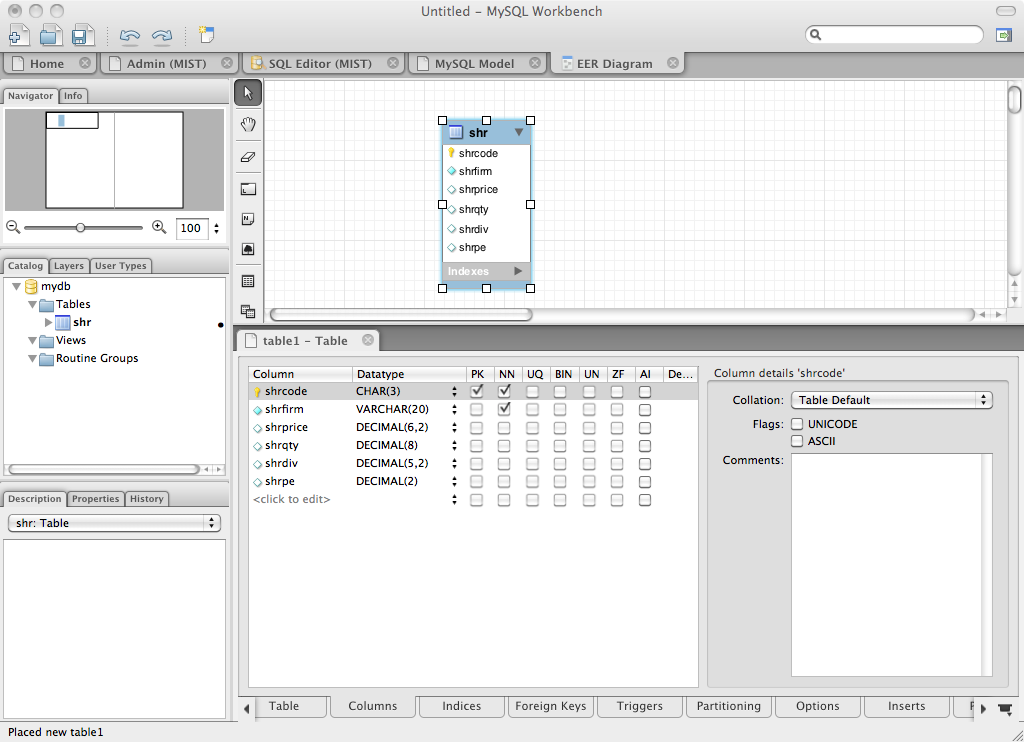 Untitled – MySQL Workbench
Home
Admin (MIST)
SQL Editor (MIST)
MySQL Model
EER Diagram
Navigator
Info
100
shr
shrcode
shrfirm
shrprice
shrqty
shrdiv
shrpe
Indexes
Catalog
Layers
User Types
mydb
Tables
shr
Views
Routine Groups
Description
Properties
History
shr: Table
table1 – Table
Column Datatype PK NN UQ BIN UN ZF AI De...
shrcode CHAR(3)
shrfirm VARCHAR(20)
shrprice DECIMAL(6,2)
shrqty DECIMAL(8)
shrdiv DECIMAL(5,2)
shrpe DECIMAL(2)
<click to edit>
Column details 'shrcode'
Collation: Table Default
Flags: UNICODE
ASCII
Comments:
Table
Columns
Indices
Foreign Keys
Triggers
Partitioning
Options
Inserts
Placed new table1